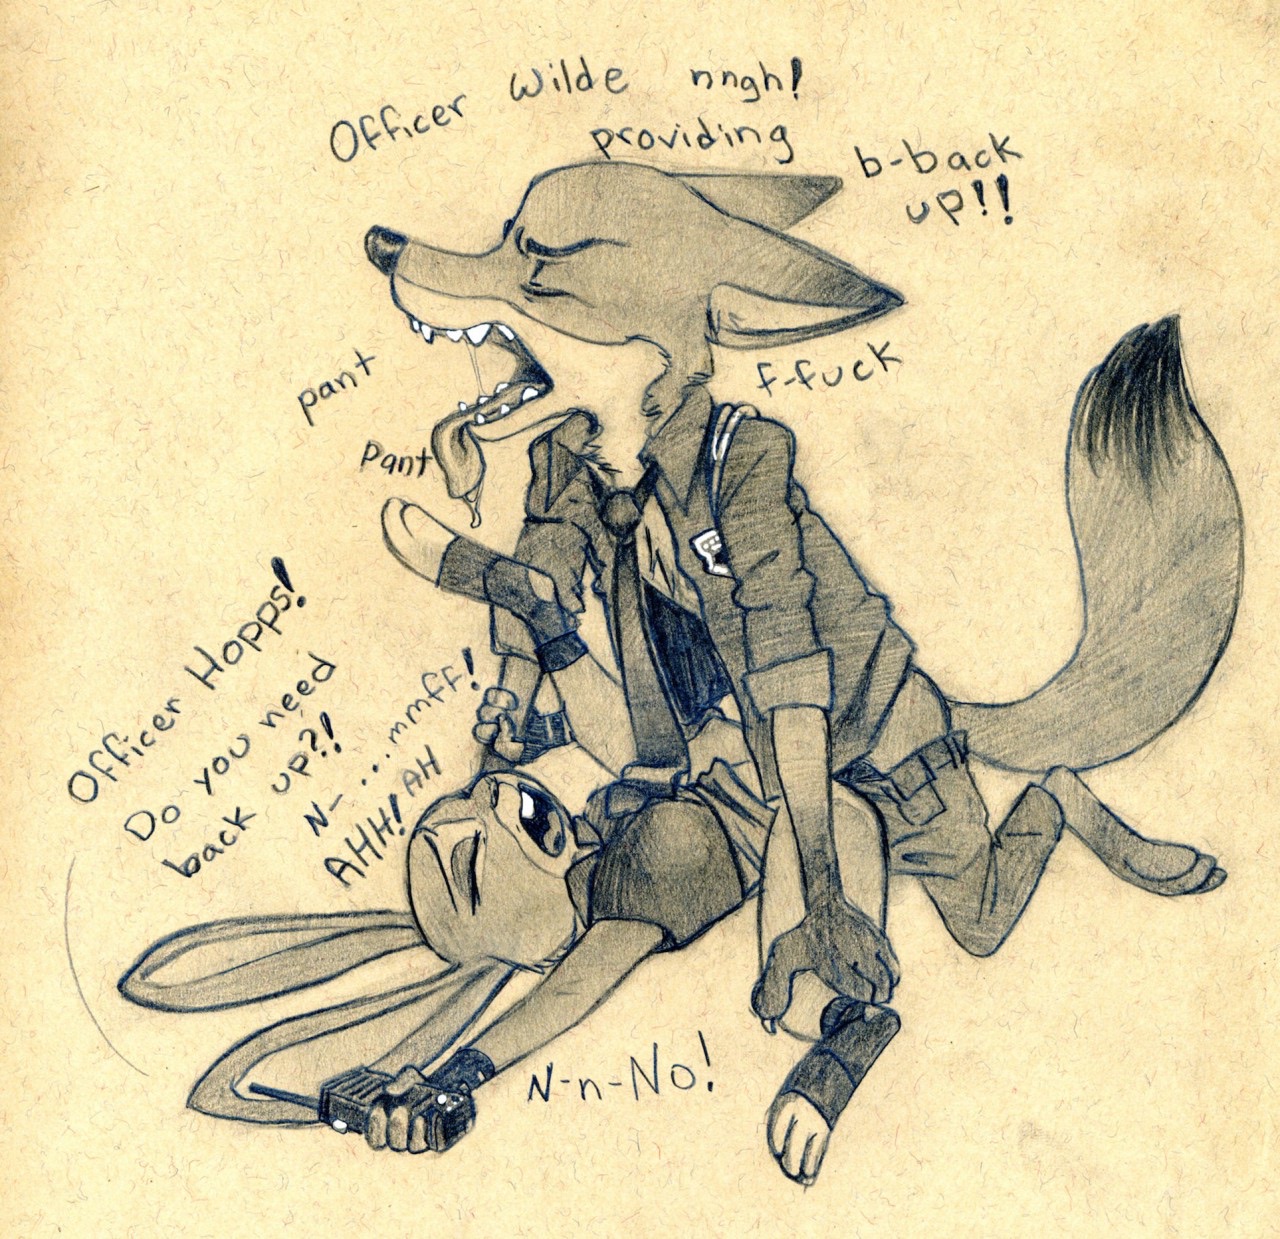 Officer Wilde nngh!
providing
b-back
up!!
f-fuck
pant
pant
Officer Hopps!
Do you need
back up?!
N- ...mmff!
AHH! AH
N-n-No!